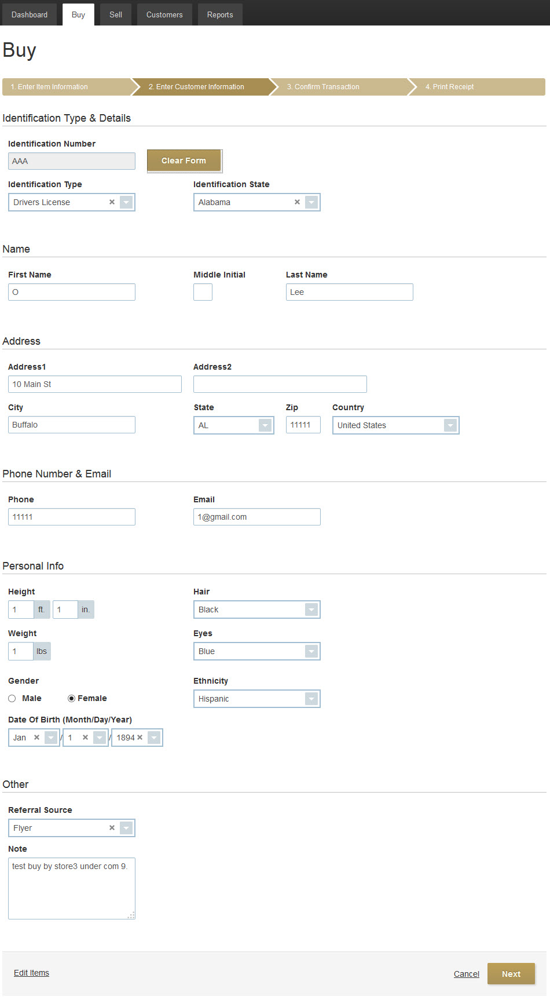 Dashboard Buy Sell Customers Reports
Buy
1. Enter Item Information 2. Enter Customer Information 3. Confirm Transaction 4. Print Receipt
Identification Type & Details
Identification Number
AAA Clear Form
Identification Type Identification State
Drivers License Alabama
Name
First Name Middle Initial Last Name
O Lee
Address
Address1 Address2
10 Main St
City State Zip Country
Buffalo AL 11111 United States
Phone Number & Email
Phone Email
11111 1@gmail.com
Personal Info
Height Hair
1 ft. 1 in. Black
Weight Eyes
1 lbs Blue
Gender Ethnicity
Male Female Hispanic
Date Of Birth (Month/Day/Year)
Jan / 1 / 1894
Other
Referral Source
Flyer
Note
test buy by store3 under com 9.
Edit Items Cancel Next